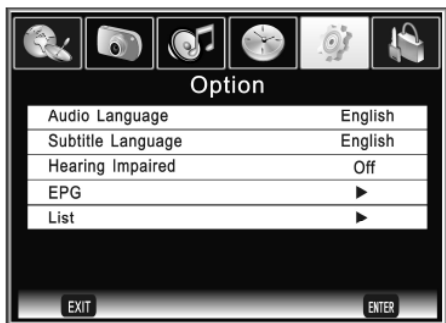 Option
Audio Language English
Subtitle Language English
Hearing Impaired Off
EPG ▶
List ▶
EXIT ENTER